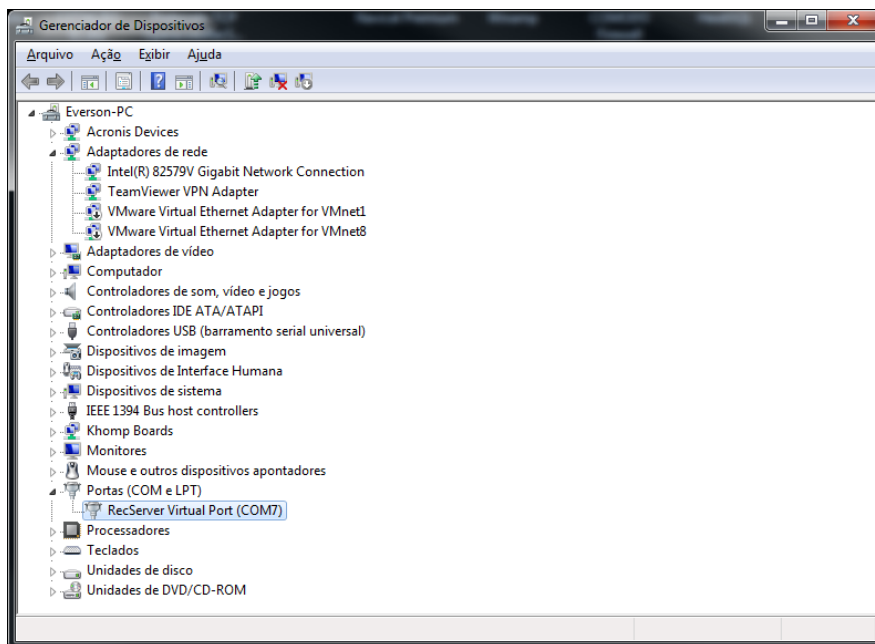 Gerenciador de Dispositivos
Arquivo Ação Exibir Ajuda
Everson-PC
Acronis Devices
Adaptadores de rede
Intel(R) 82579V Gigabit Network Connection
TeamViewer VPN Adapter
VMware Virtual Ethernet Adapter for VMnet1
VMware Virtual Ethernet Adapter for VMnet8
Adaptadores de vídeo
Computador
Controladores de som, vídeo e jogos
Controladores IDE ATA/ATAPI
Controladores USB (barramento serial universal)
Dispositivos de imagem
Dispositivos de Interface Humana
Dispositivos de sistema
IEEE 1394 Bus host controllers
Khomp Boards
Monitores
Mouse e outros dispositivos apontadores
Portas (COM e LPT)
RecServer Virtual Port (COM7)
Processadores
Teclados
Unidades de disco
Unidades de DVD/CD-ROM